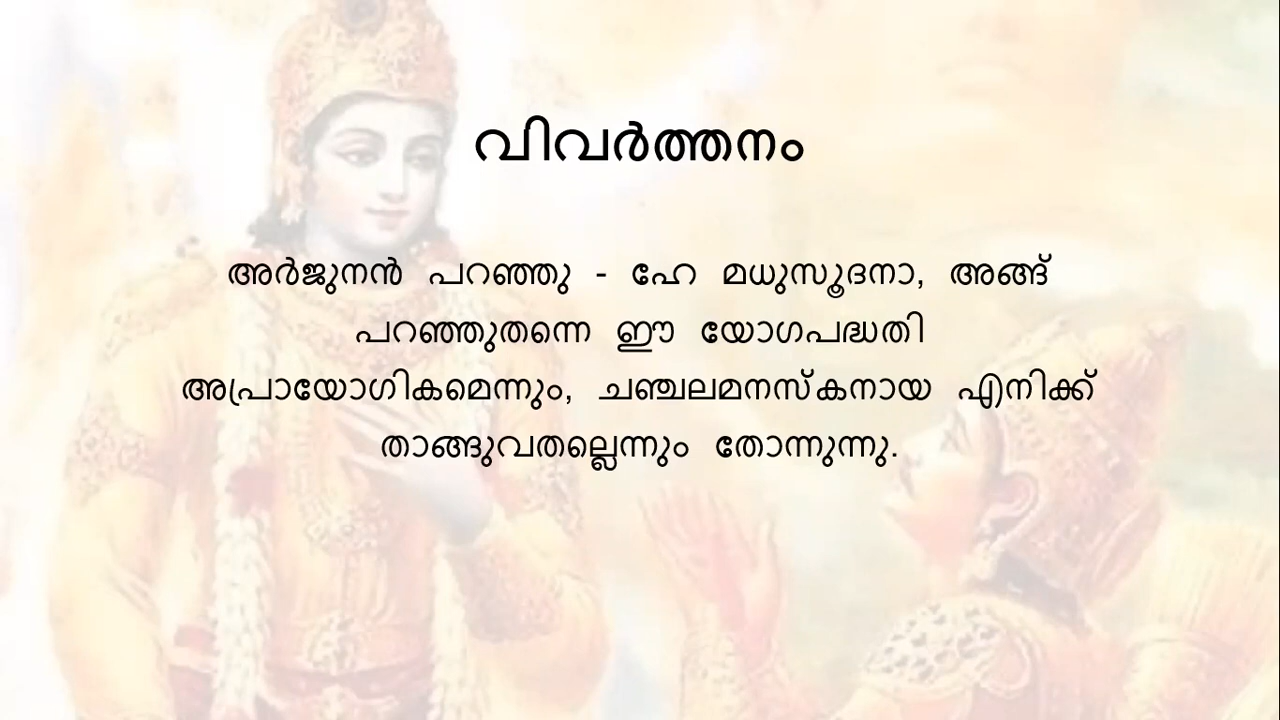 വിവർത്തനം
അർജുനൻ പറഞ്ഞു - ഹേ മധുസൂദനാ, അങ്ങ്
പറഞ്ഞുതന്നെ ഈ യോഗപദ്ധതി
അപ്രായോഗികമെന്നും, ചഞ്ചലമനസ്കനായ എനിക്ക്
താങ്ങുവതല്ലെന്നും തോന്നുന്നു.